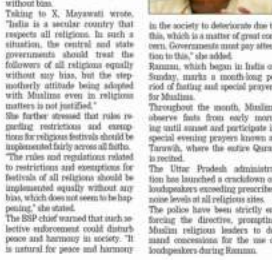 without bias.
Taking to X, Mayawati wrote,
"India is a secular country that
respects all religions. In such a
situation, the central and state
governments should treat the
followers of all religions equally
without any bias, but the step-
motherly attitude being adopted
with Muslims even in religious
matters is not justified."
She further stressed that rules re-
garding restrictions and exemp-
tions for religious festivals should be
implemented fairly across all faiths.
"The rules and regulations related
to restrictions and exemptions for
festivals of all religions should be
implemented equally without any
bias, which does not seem to be hap-
pening," she stated.
The BSP chief warned that such se-
lective enforcement could disturb
peace and harmony in society. "It
is natural for peace and harmony
in the society to deteriorate due to
this, which is a matter of great con-
cern. Governments must pay atten-
tion to this," she added.
Ramzan, which began in India on
Sunday, marks a month-long pe-
riod of fasting and special prayers
for Muslims.
Throughout the month, Muslims
observe fasts from early morn-
ing until sunset and participate in
special evening prayers known as
Tarawih, where the entire Quran
is recited.
The Uttar Pradesh administra-
tion has launched a crackdown on
loudspeakers exceeding prescribed
noise levels at all religious sites.
The police have been strictly en-
forcing the directive, prompting
Muslim religious leaders to de-
mand concessions for the use of
loudspeakers during Ramzan.